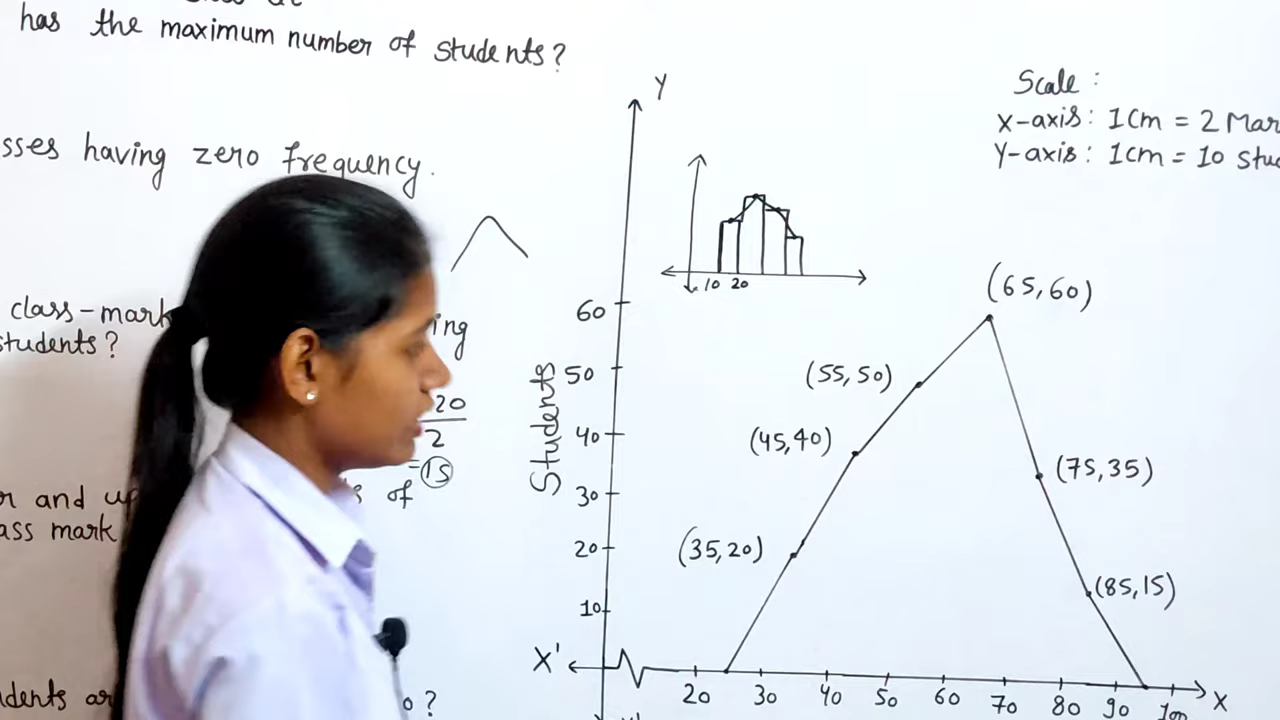 has the maximum number of students?
sses having zero frequency.
class-mark
ing
students?
20
2
=15
r and up
s of
ass mark
dents ar
o?
Y
Scale:
X-axis: 1Cm = 2 Mar
Y-axis: 1cm = 10 Stu
10 20
60
50
40
30
20
10
Students
(65,60)
(55,50)
(45,40)
(75,35)
(35,20)
(85,15)
X'
20 30 40 50 60 70 80 90 100
X